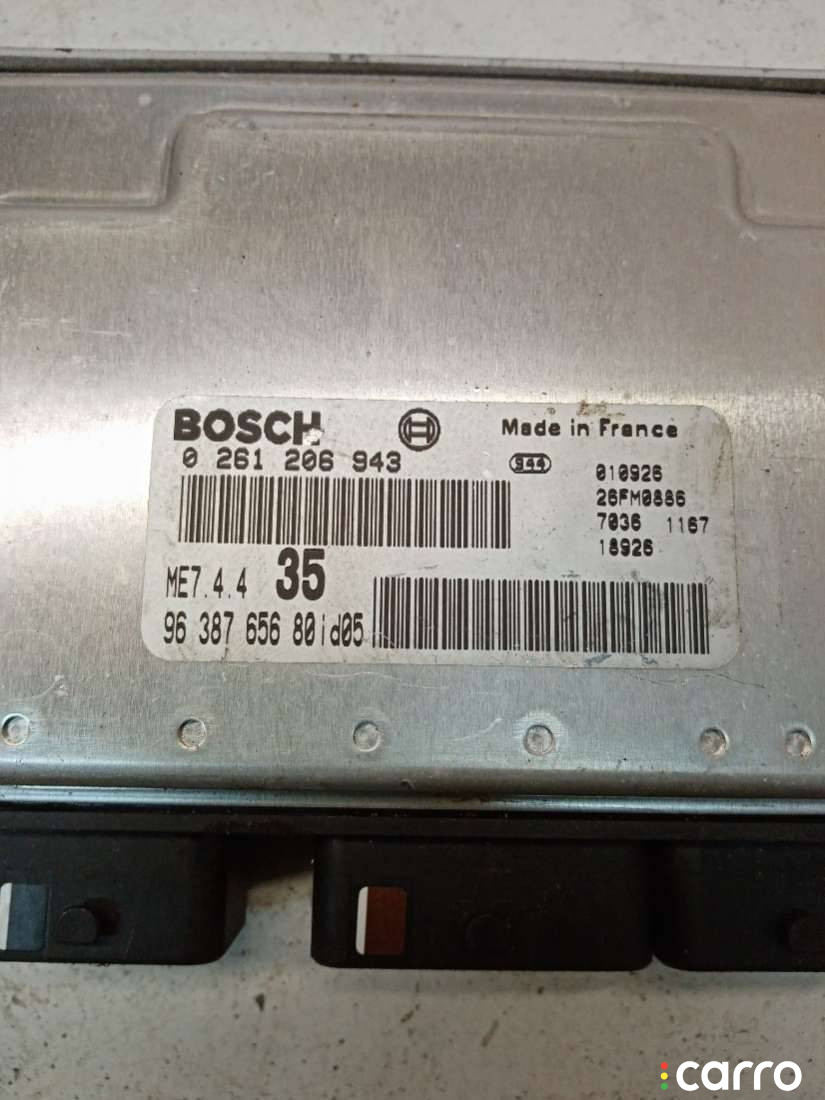 BOSCH
Made in France
0 261 206 943
944
010926
26FM0886
7036 1167
18926
ME7.4.4 35
96 387 656 80id05
carro